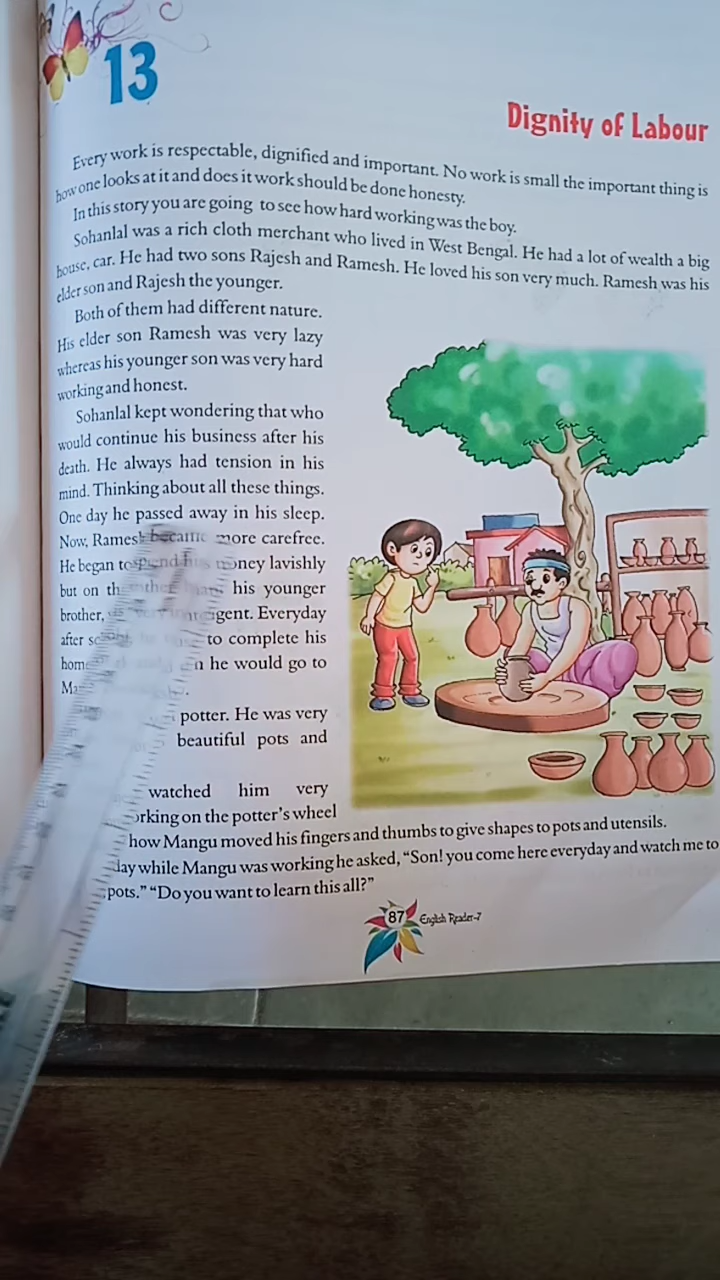 13
Dignity of Labour
Every work is respectable, dignified and important. No work is small the important thing is
how one looks at it and does it work should be done honesty.
In this story you are going to see how hard working was the boy.
Sohanlal was a rich cloth merchant who lived in West Bengal. He had a lot of wealth a big
house, car. He had two sons Rajesh and Ramesh. He loved his son very much. Ramesh was his
elder son and Rajesh the younger.
Both of them had different nature.
His elder son Ramesh was very lazy
whereas his younger son was very hard
working and honest.
Sohanlal kept wondering that who
would continue his business after his
death. He always had tension in his
mind. Thinking about all these things.
One day he passed away in his sleep.
Now, Ramesh became more carefree.
He began to spend his money lavishly
but on the other hand his younger
brother, Everyday
after to complete his
he would go to
potter. He was very
beautiful pots and
watched him very
on the potter's wheel
how Mangu moved his fingers and thumbs to give shapes to pots and utensils.
day while Mangu was working he asked, "Son! you come here everyday and watch me to
pots." "Do you want to learn this all?"
87 English Reader-7